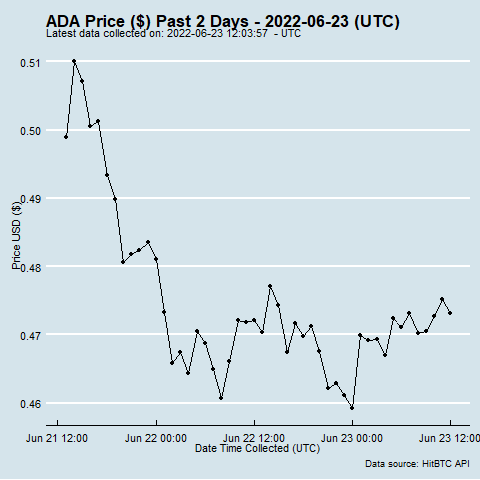 ADA Price ($) Past 2 Days - 2022-06-23 (UTC)
Latest data collected on: 2022-06-23 12:03:57 - UTC
Price USD ($)
0.51
0.50
0.49
0.48
0.47
0.46
Jun 21 12:00 Jun 22 00:00 Jun 22 12:00 Jun 23 00:00 Jun 23 12:00
Date Time Collected (UTC)
Data source: HitBTC API